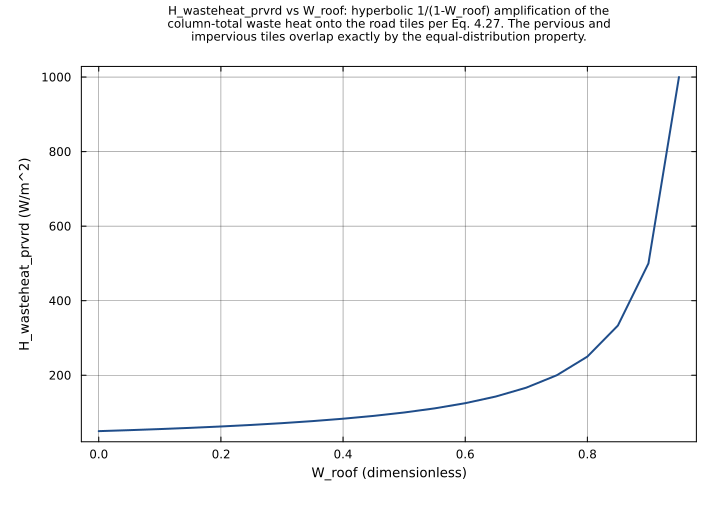 H_wasteheat_prvrd vs W_roof: hyperbolic 1/(1-W_roof) amplification of the
column-total waste heat onto the road tiles per Eq. 4.27. The pervious and
impervious tiles overlap exactly by the equal-distribution property.
H_wasteheat_prvrd (W/m^2)
1000
800
600
400
200
0.0 0.2 0.4 0.6 0.8
W_roof (dimensionless)